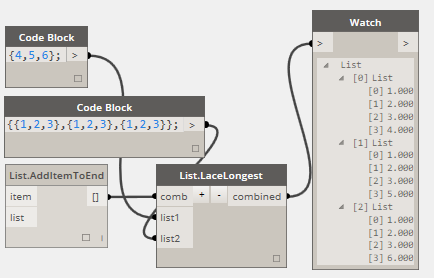 Code Block
{4,5,6}; >
Code Block
{{1,2,3},{1,2,3},{1,2,3}}; >
List.AddItemToEnd
item []
list
List.LaceLongest
comb + - combined
list1
list2
Watch
> >
List
[0] List
[0] 1.000
[1] 2.000
[2] 3.000
[3] 4.000
[1] List
[0] 1.000
[1] 2.000
[2] 3.000
[3] 5.000
[2] List
[0] 1.000
[1] 2.000
[2] 3.000
[3] 6.000